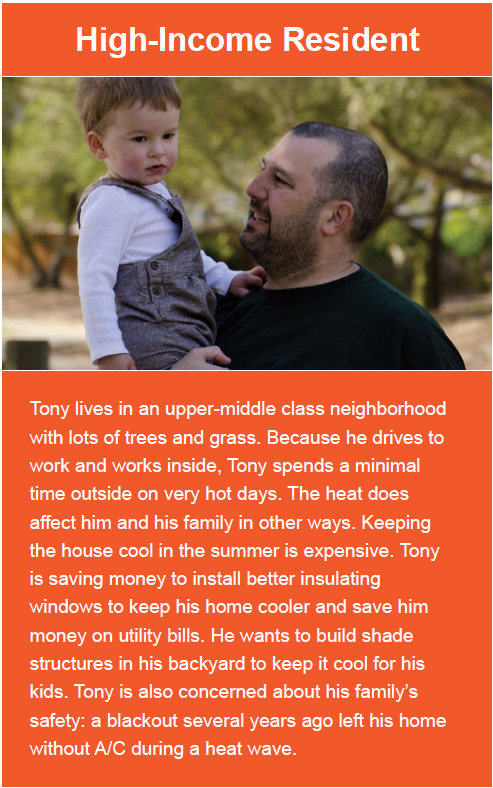 High-Income Resident
Tony lives in an upper-middle class neighborhood
with lots of trees and grass. Because he drives to
work and works inside, Tony spends a minimal
time outside on very hot days. The heat does
affect him and his family in other ways. Keeping
the house cool in the summer is expensive. Tony
is saving money to install better insulating
windows to keep his home cooler and save him
money on utility bills. He wants to build shade
structures in his backyard to keep it cool for his
kids. Tony is also concerned about his family’s
safety: a blackout several years ago left his home
without A/C during a heat wave.